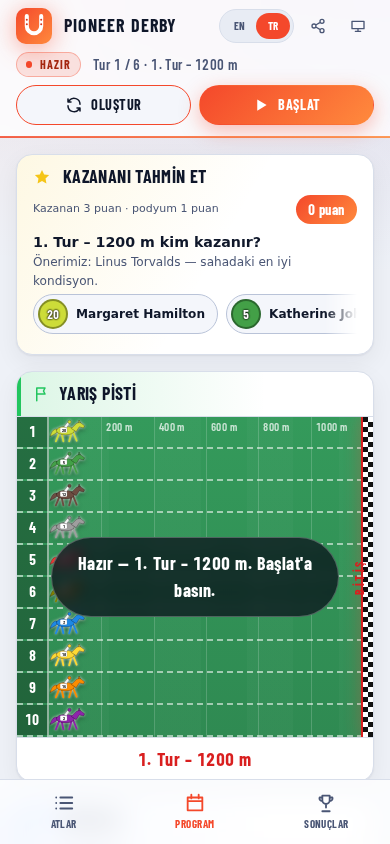 PIONEER DERBY
EN TR
HAZIR Tur 1 / 6 · 1. Tur – 1200 m
OLUŞTUR BAŞLAT
KAZANANI TAHMİN ET
Kazanan 3 puan · podyum 1 puan
0 puan
1. Tur – 1200 m kim kazanır?
Önerimiz: Linus Torvalds — sahadaki en iyi
kondisyon.
20 Margaret Hamilton 5 Katherine
YARIŞ PİSTİ
200 m 400 m 600 m 800 m 1000 m
1
2
3
4
5
6
7
8
9
10
Hazır — 1. Tur – 1200 m. Başlat'a
basın.
BİTİŞ
1. Tur – 1200 m
ATLAR PROGRAM SONUÇLAR